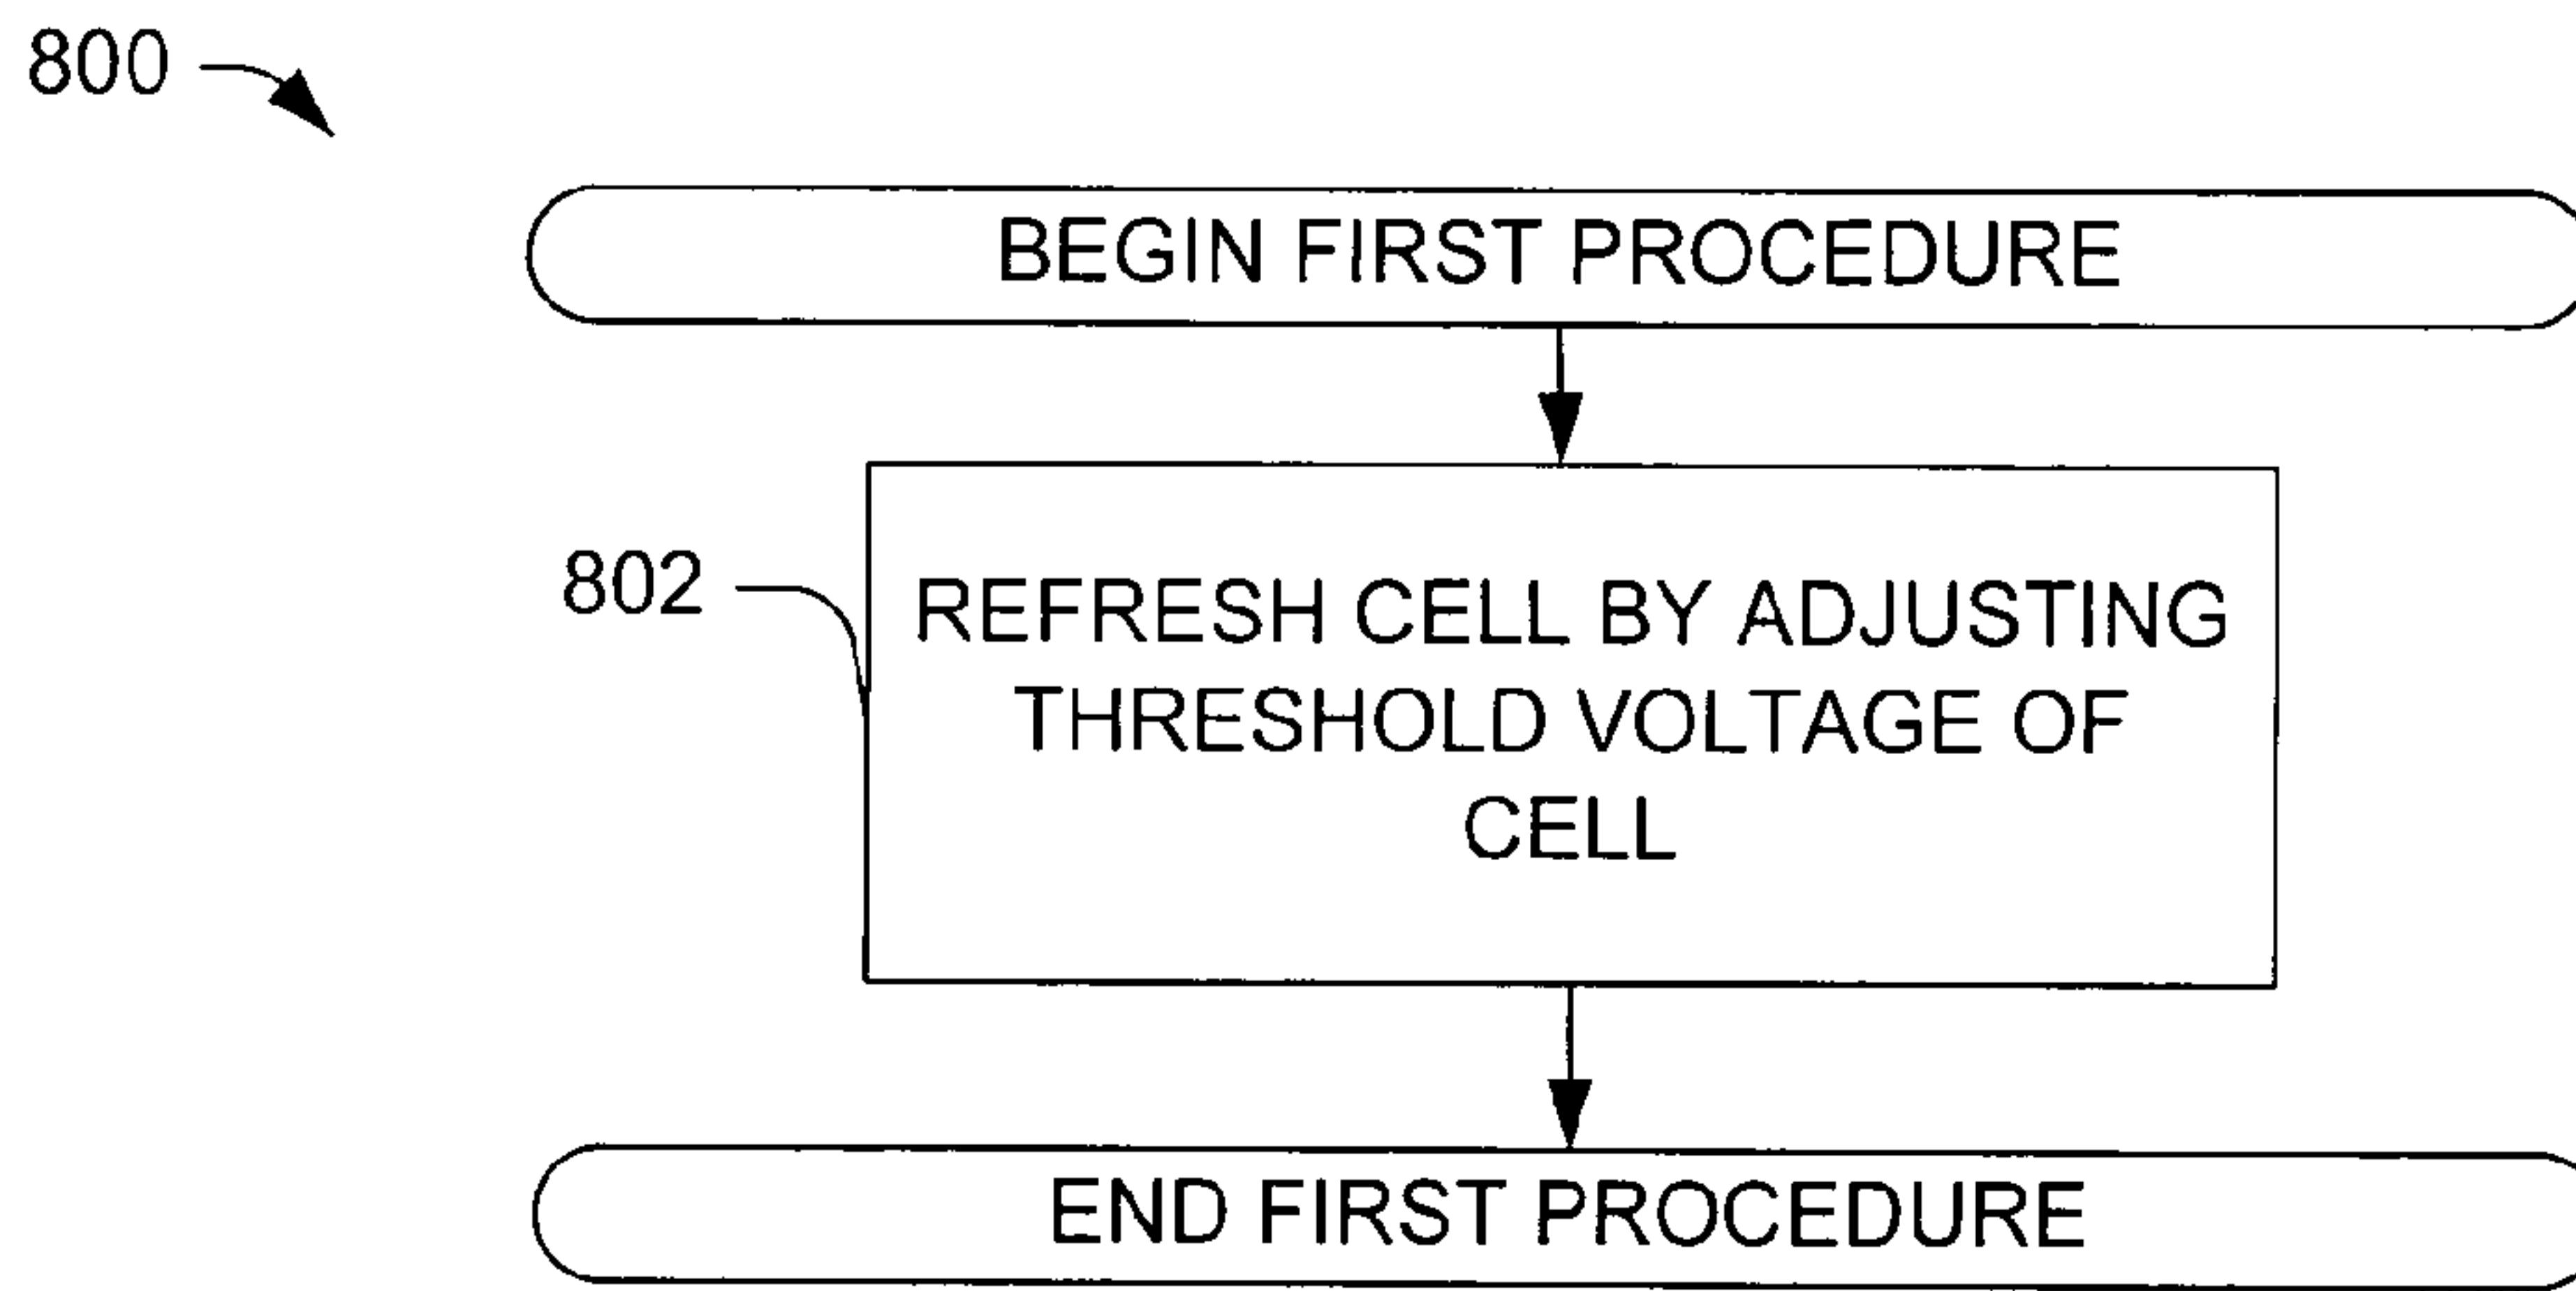 800
BEGIN FIRST PROCEDURE
802
REFRESH CELL BY ADJUSTING
THRESHOLD VOLTAGE OF
CELL
END FIRST PROCEDURE